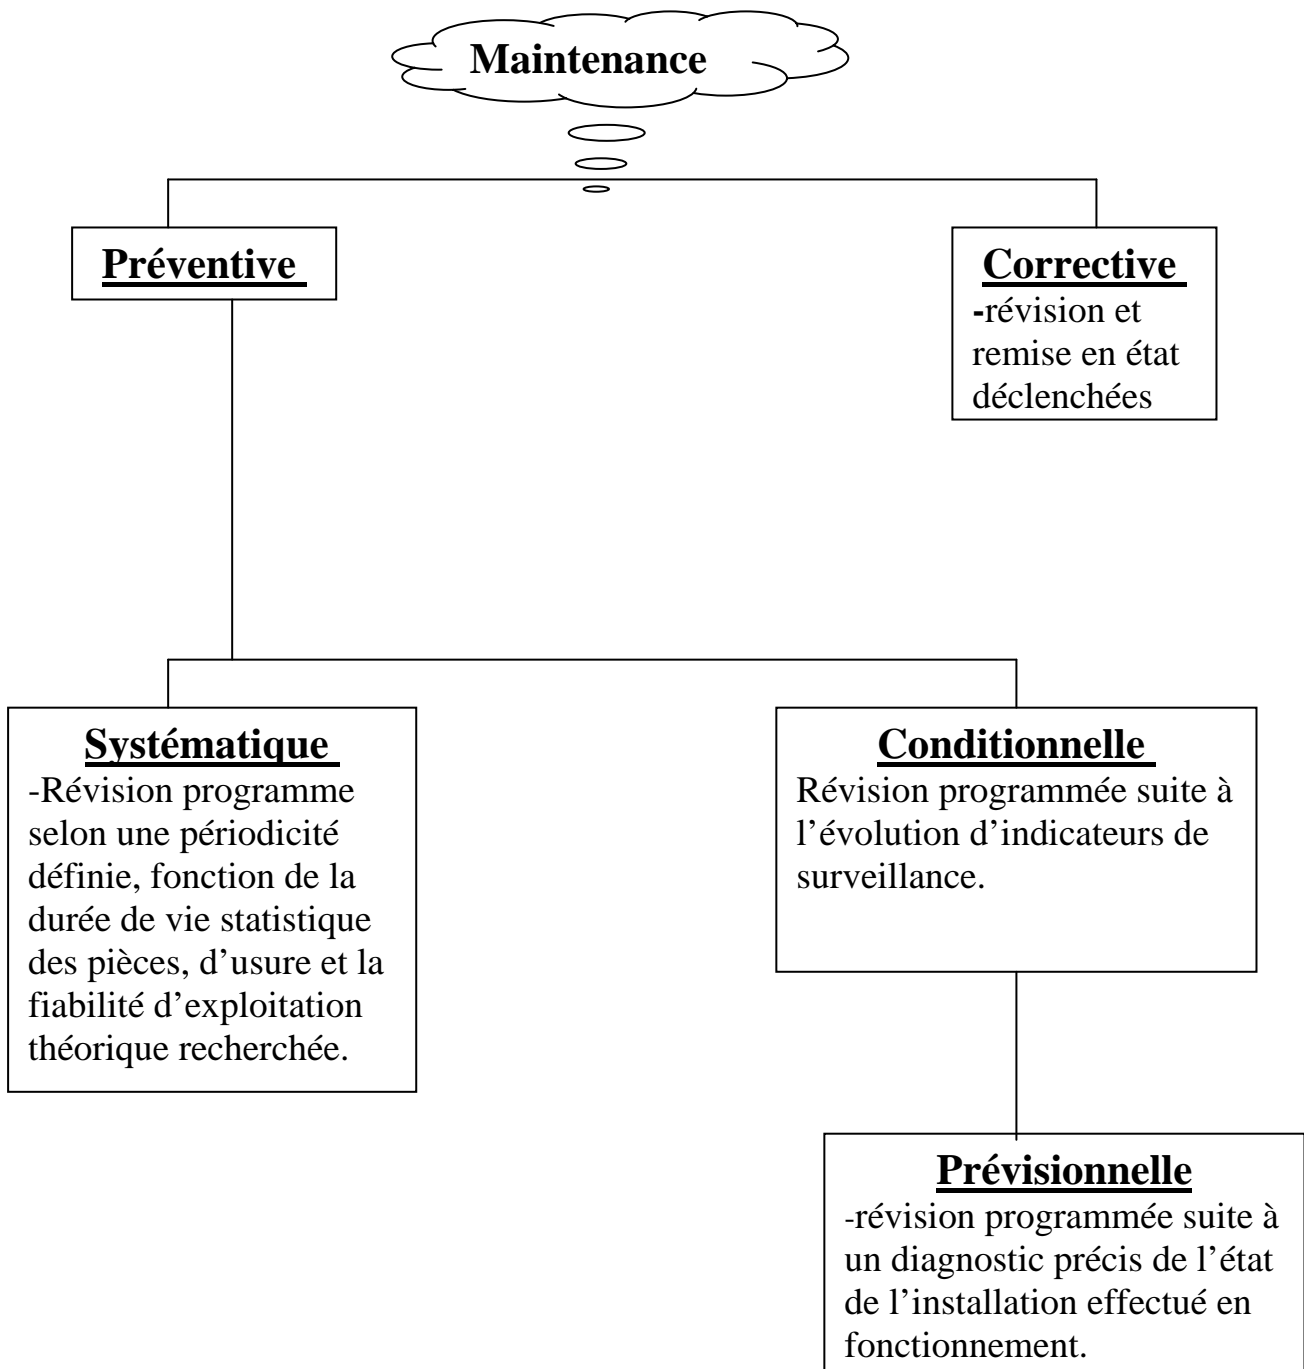 Maintenance
Préventive
Corrective
-révision et
remise en état
déclenchées
Systématique
-Révision programme
selon une périodicité
définie, fonction de la
durée de vie statistique
des pièces, d’usure et la
fiabilité d’exploitation
théorique recherchée.
Conditionnelle
Révision programmée suite à
l’évolution d’indicateurs de
surveillance.
Prévisionnelle
-révision programmée suite à
un diagnostic précis de l’état
de l’installation effectué en
fonctionnement.